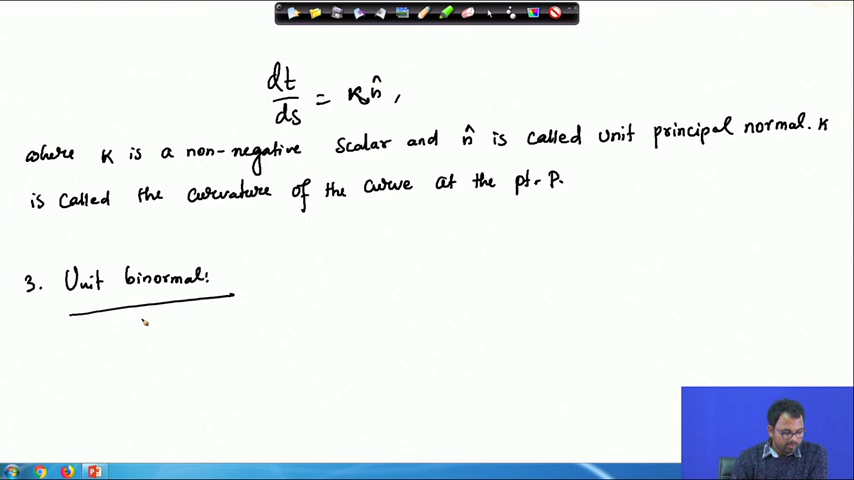 dt/ds = κn̂,
where κ is a non-negative scalar and n̂ is called unit principal normal. κ
is called the curvature of the curve at the pt. P.
3. Unit binormal: